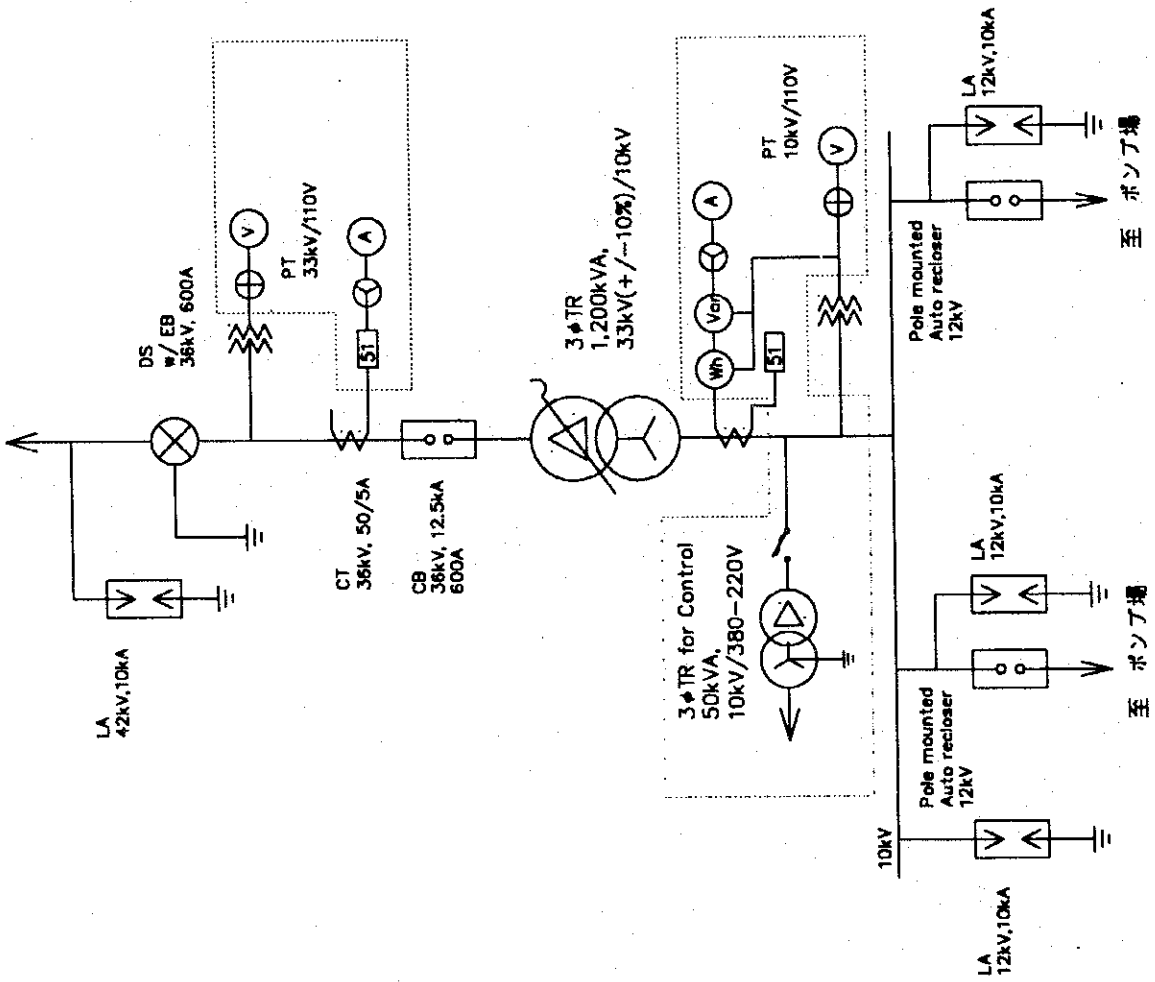 LA
42kV,10kA
DS
w/ EB
36kV, 600A
V
PT
33kV/110V
A
51
CT
36kV, 50/5A
CB
36kV, 12.5kA
600A
3φTR
1,200kVA,
33kV(+/-10%)/10kV
Wh
Var
A
51
PT
10kV/110V
V
3φTR for Control
50kVA,
10kV/380-220V
10kV
LA
12kV,10kA
Pole mounted
Auto recloser
12kV
LA
12kV,10kA
至 ポンプ場
Pole mounted
Auto recloser
12kV
LA
12kV,10kA
至 ポンプ場